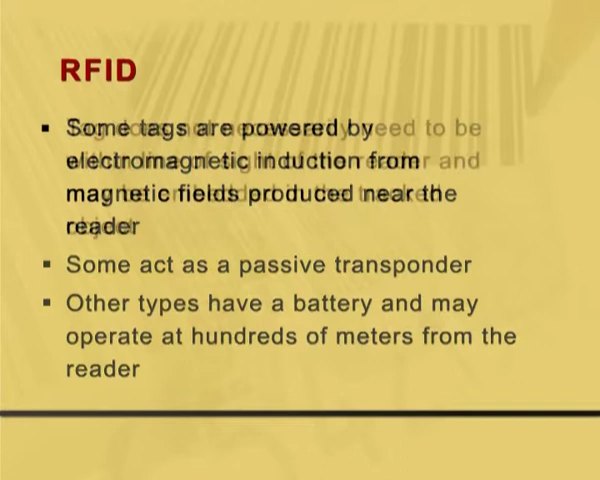 RFID
▪ Some tags are powered by
electromagnetic induction from
magnetic fields produced near the
reader
▪ Some act as a passive transponder
▪ Other types have a battery and may
operate at hundreds of meters from the
reader